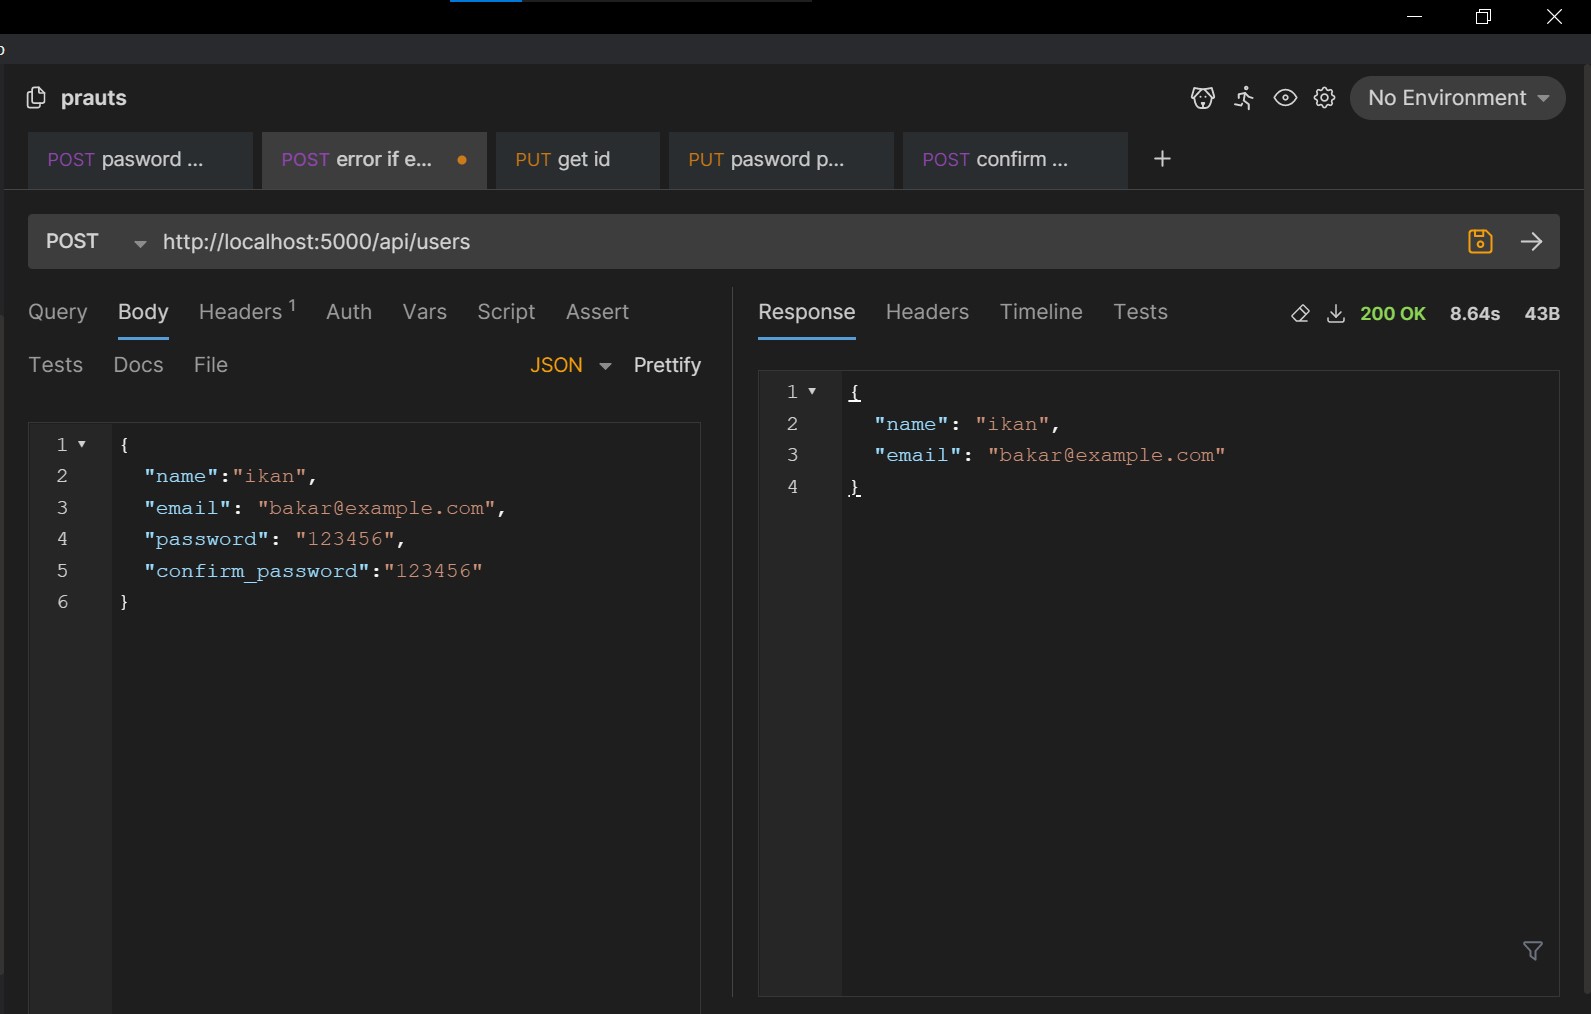 prauts
No Environment
POST pasword ...
POST error if e...
PUT get id
PUT pasword p...
POST confirm ...
+
POST
http://localhost:5000/api/users
Query
Body
Headers 1
Auth
Vars
Script
Assert
Tests
Docs
File
JSON
Prettify
1 {
2 "name":"ikan",
3 "email": "bakar@example.com",
4 "password": "123456",
5 "confirm_password":"123456"
6 }
Response
Headers
Timeline
Tests
200 OK
8.64s
43B
1 {
2 "name": "ikan",
3 "email": "bakar@example.com"
4 }